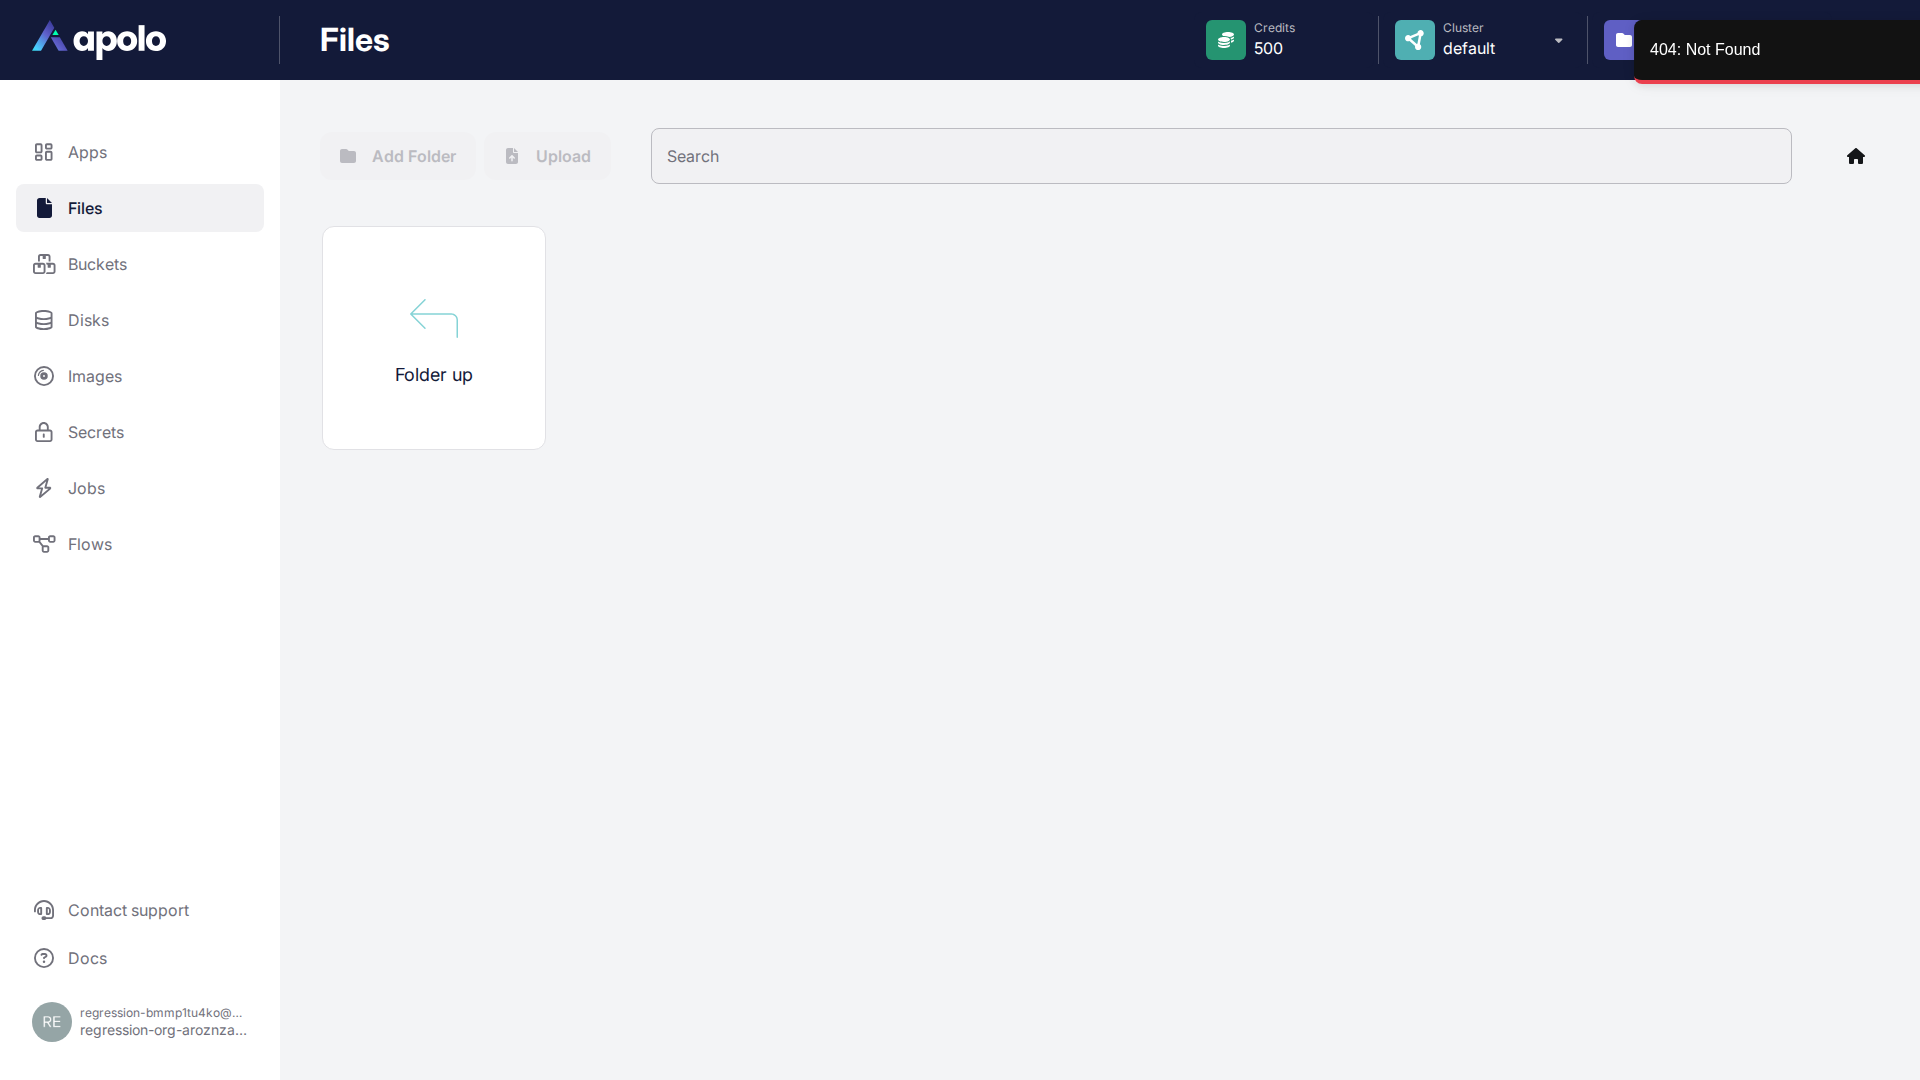 apolo
Files
Credits
500
Cluster
default
404: Not Found
Apps
Files
Buckets
Disks
Images
Secrets
Jobs
Flows
Add Folder
Upload
Search
Folder up
Contact support
Docs
RE
regression-bmmp1tu4ko@...
regression-org-aroznza...